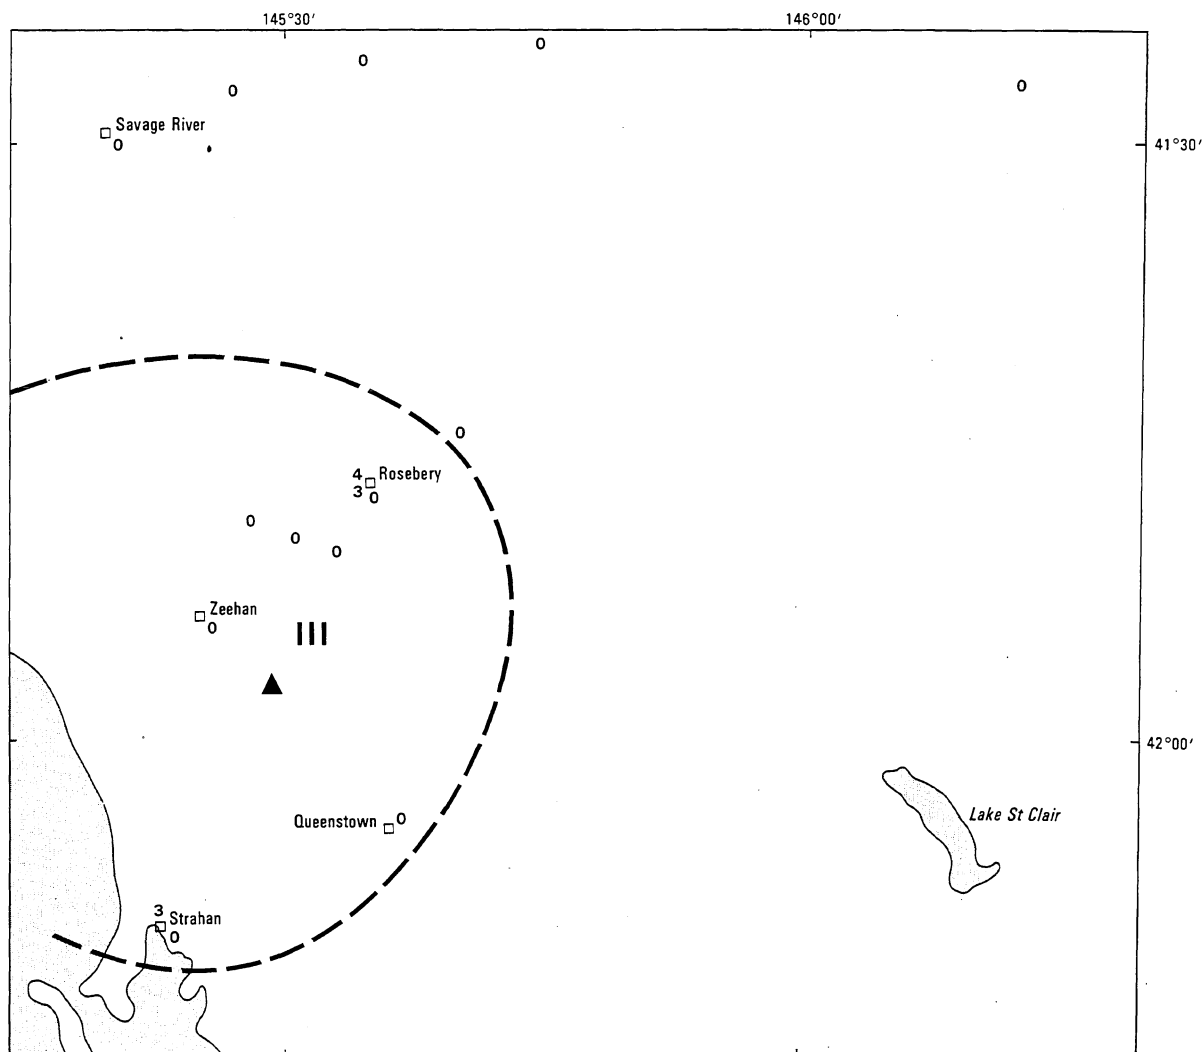 145°30′ 146°00′
0
0
0
0
Savage River
0
41°30′
0
4 Rosebery
3 0
0
0
0
Zeehan
0
III
42°00′
Lake St Clair
Queenstown 0
3
Strahan
0